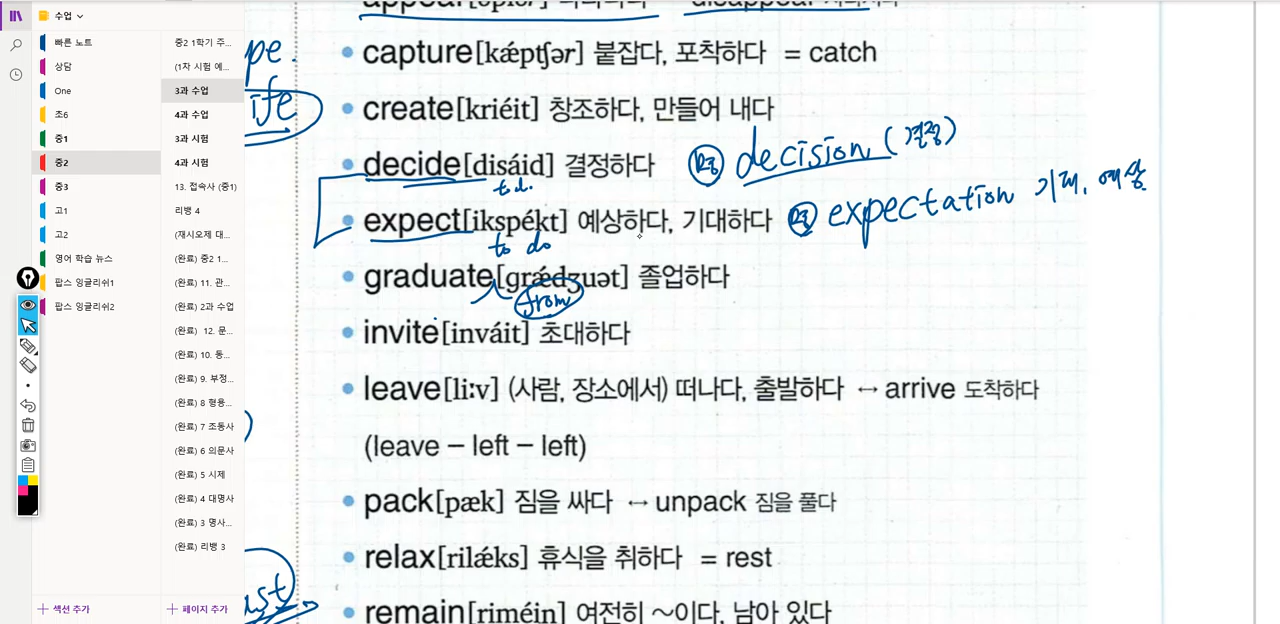 수업
빠른 노트
상담
One
초6
중1
중2
중3
고1
고2
영어 학습 뉴스
팝스 잉글리쉬1
팝스 잉글리쉬2
섹션 추가
중2 1학기 주...
(1차 시험 예...
3과 수업
4과 수업
3과 시험
4과 시험
13. 접속사 (중1)
리뱅 4
(재시오제 대...
(완료) 중2 1...
(완료) 11. 관...
(완료) 2과 수업
(완료) 12. 문...
(완료) 10. 동...
(완료) 9. 부정...
(완료) 8 형용...
(완료) 7 조동사
(완료) 6 의문사
(완료) 5 시제
(완료) 4 대명사
(완료) 3 명사...
(완료) 리뱅 3
페이지 추가
pe.
ife
capture[kǽptʃər] 붙잡다, 포착하다 = catch
create[kriéit] 창조하다, 만들어 내다
decide[disáid] 결정하다 decision (결정)
to do
expect[ikspékt] 예상하다, 기대하다 expectation 기대, 예상
to do
graduate[grǽdʒuət] 졸업하다
from
invite[inváit] 초대하다
leave[liːv] (사람, 장소에서) 떠나다, 출발하다 ↔ arrive 도착하다
(leave – left – left)
pack[pæk] 짐을 싸다 ↔ unpack 짐을 풀다
relax[rilǽks] 휴식을 취하다 = rest
remain[riméin] 여전히 ~이다, 남아 있다